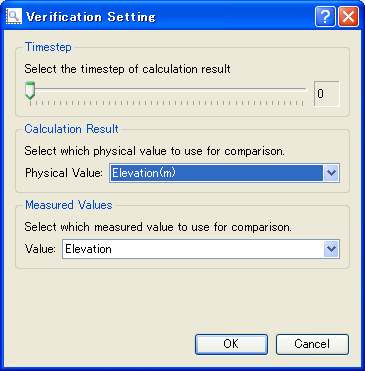 Verification Setting
Timestep
Select the timestep of calculation result
0
Calculation Result
Select which physical value to use for comparison.
Physical Value: Elevation(m)
Measured Values
Select which measured value to use for comparison.
Value: Elevation
OK Cancel